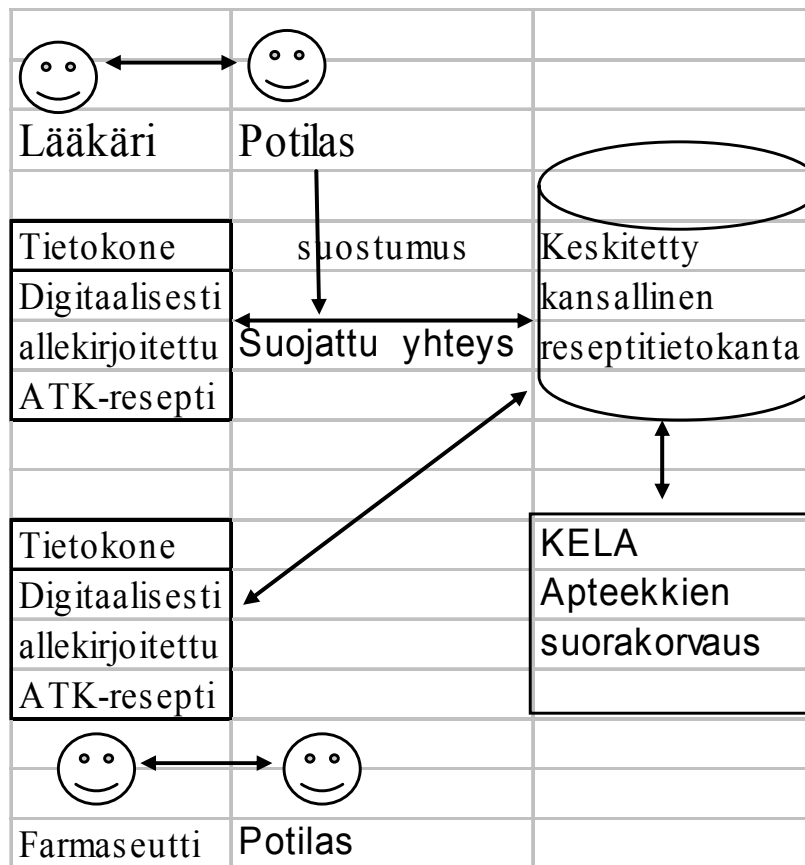 Lääkäri
Potilas
Tietokone
Digitaalisesti
allekirjoitettu
ATK-resepti
suostumus
Suojattu yhteys
Keskitetty
kansallinen
reseptitietokanta
Tietokone
Digitaalisesti
allekirjoitettu
ATK-resepti
KELA
Apteekkien
suorakorvaus
Farmaseutti
Potilas